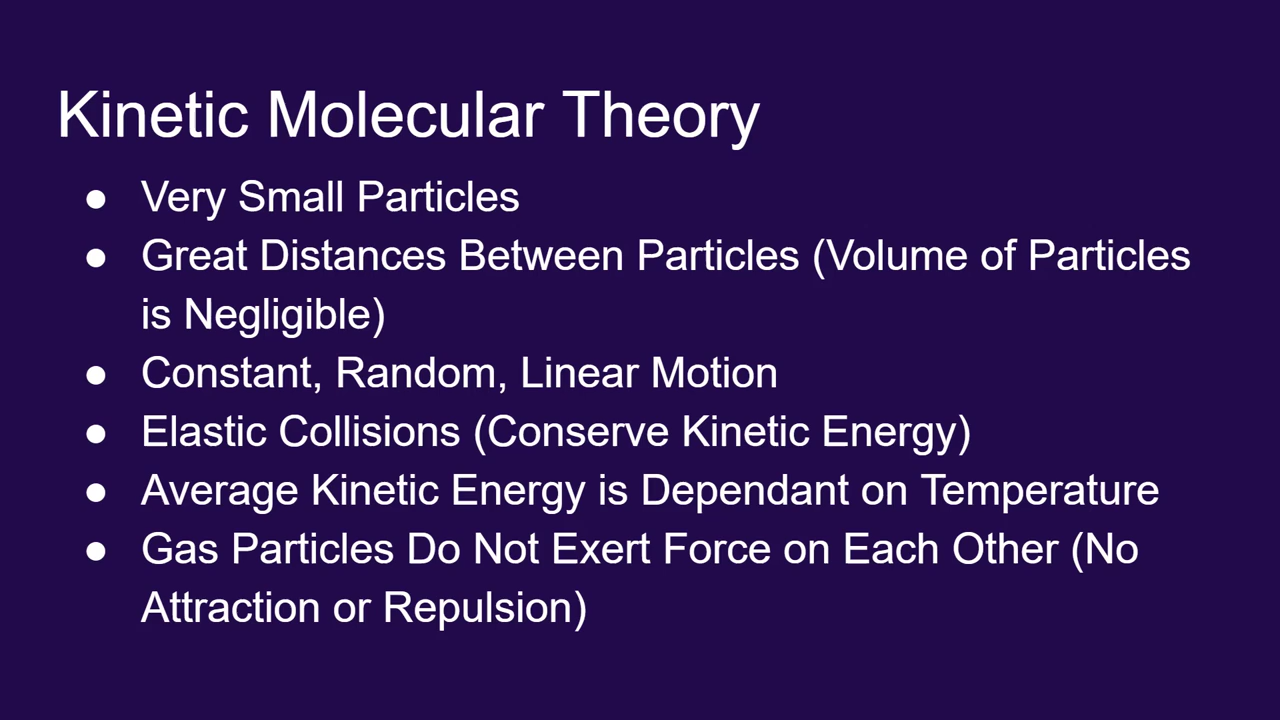 Kinetic Molecular Theory
● Very Small Particles
● Great Distances Between Particles (Volume of Particles
is Negligible)
● Constant, Random, Linear Motion
● Elastic Collisions (Conserve Kinetic Energy)
● Average Kinetic Energy is Dependant on Temperature
● Gas Particles Do Not Exert Force on Each Other (No
Attraction or Repulsion)